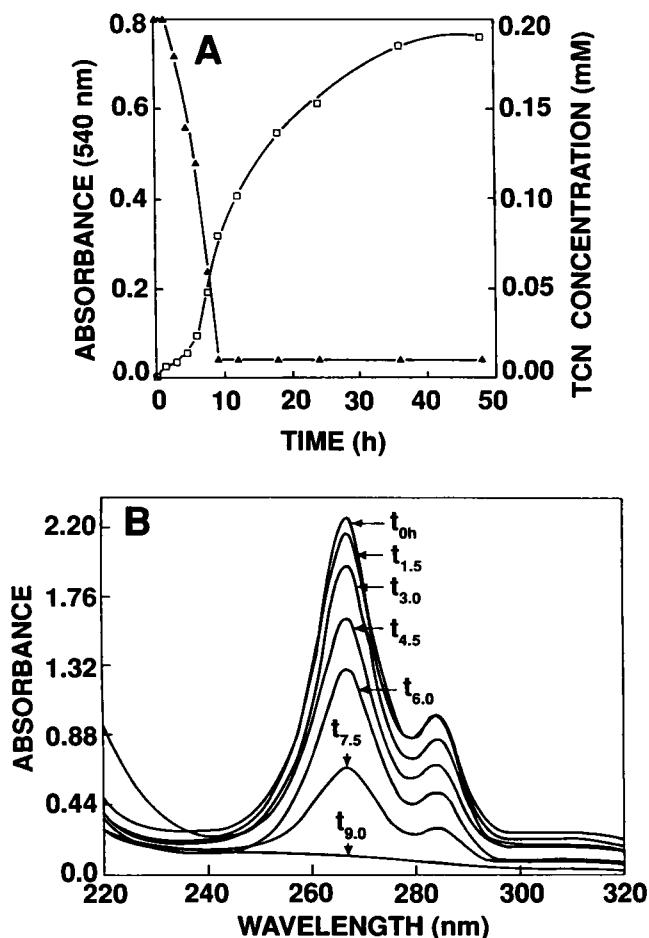 A
ABSORBANCE (540 nm)
0.8
0.6
0.4
0.2
0.0
0.20
0.15
0.10
0.05
0.00
TCN CONCENTRATION (mM)
0 10 20 30 40 50
TIME (h)
B
ABSORBANCE
2.20
1.76
1.32
0.88
0.44
0.0
t0h
t1.5
t3.0
t4.5
t6.0
t7.5
t9.0
220 240 260 280 300 320
WAVELENGTH (nm)